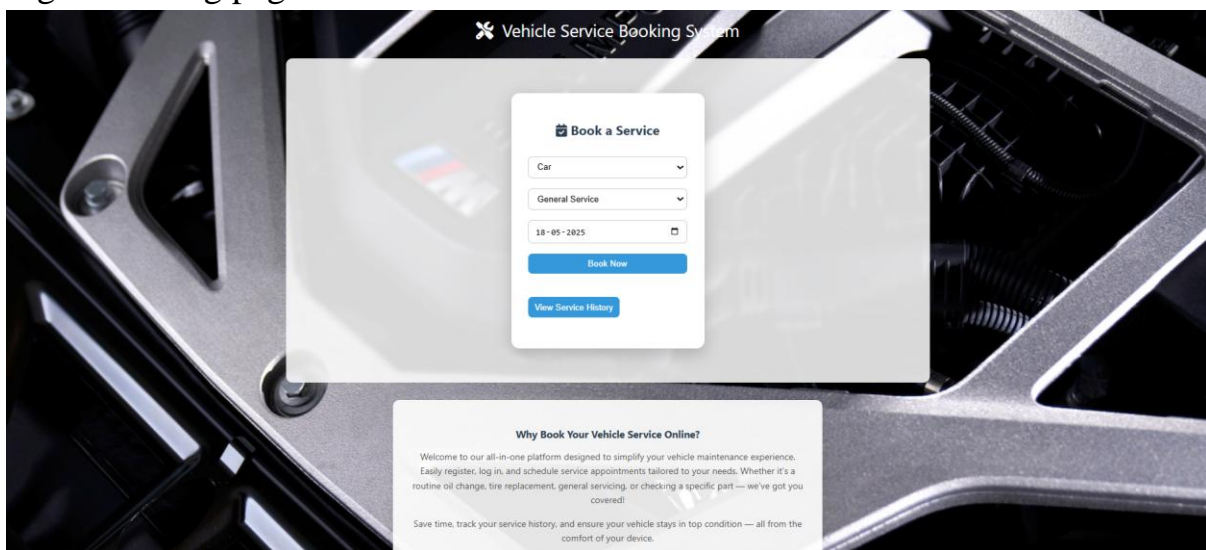 Vehicle Service Booking System
Book a Service
Car
General Service
18-05-2025
Book Now
View Service History
Why Book Your Vehicle Service Online?
Welcome to our all-in-one platform designed to simplify your vehicle maintenance experience.
Easily register, log in, and schedule service appointments tailored to your needs. Whether it's a
routine oil change, tire replacement, general servicing, or checking a specific part — we've got you
covered!
Save time, track your service history, and ensure your vehicle stays in top condition — all from the
comfort of your device.